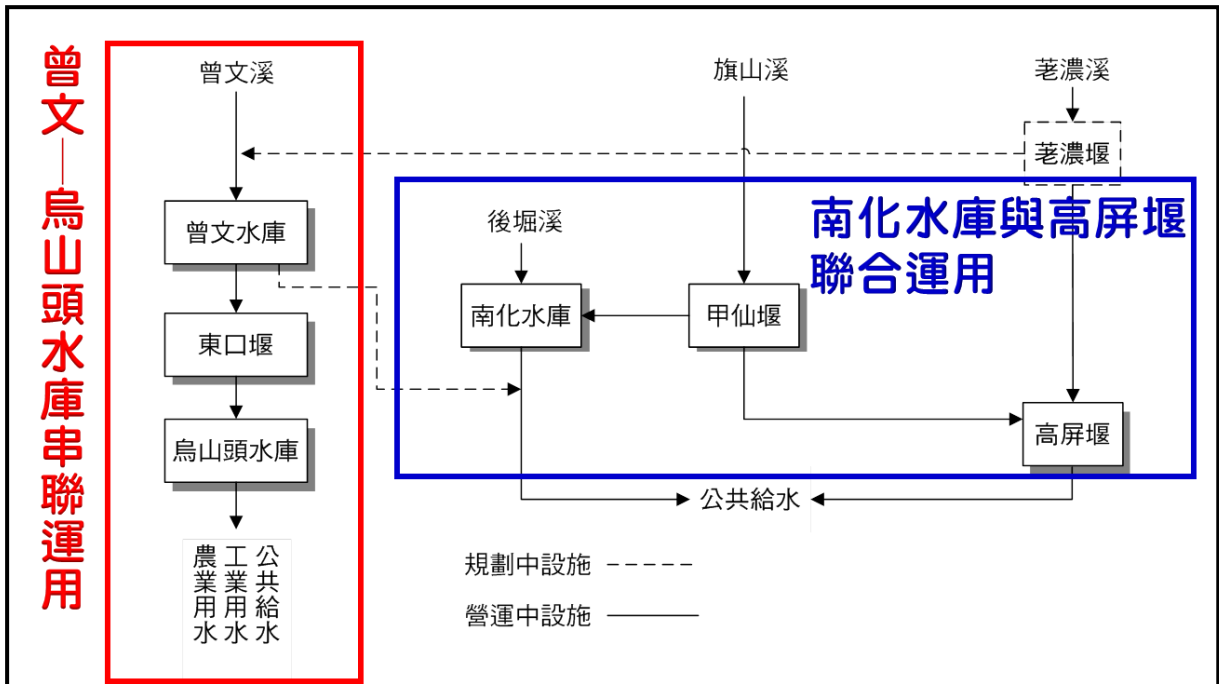 曾文—烏山頭水庫串聯運用
曾文溪
旗山溪
荖濃溪
荖濃堰
南化水庫與高屏堰
聯合運用
曾文水庫
後堀溪
南化水庫
甲仙堰
東口堰
烏山頭水庫
高屏堰
公共給水
公共給水
工業用水
農業用水
規劃中設施
營運中設施